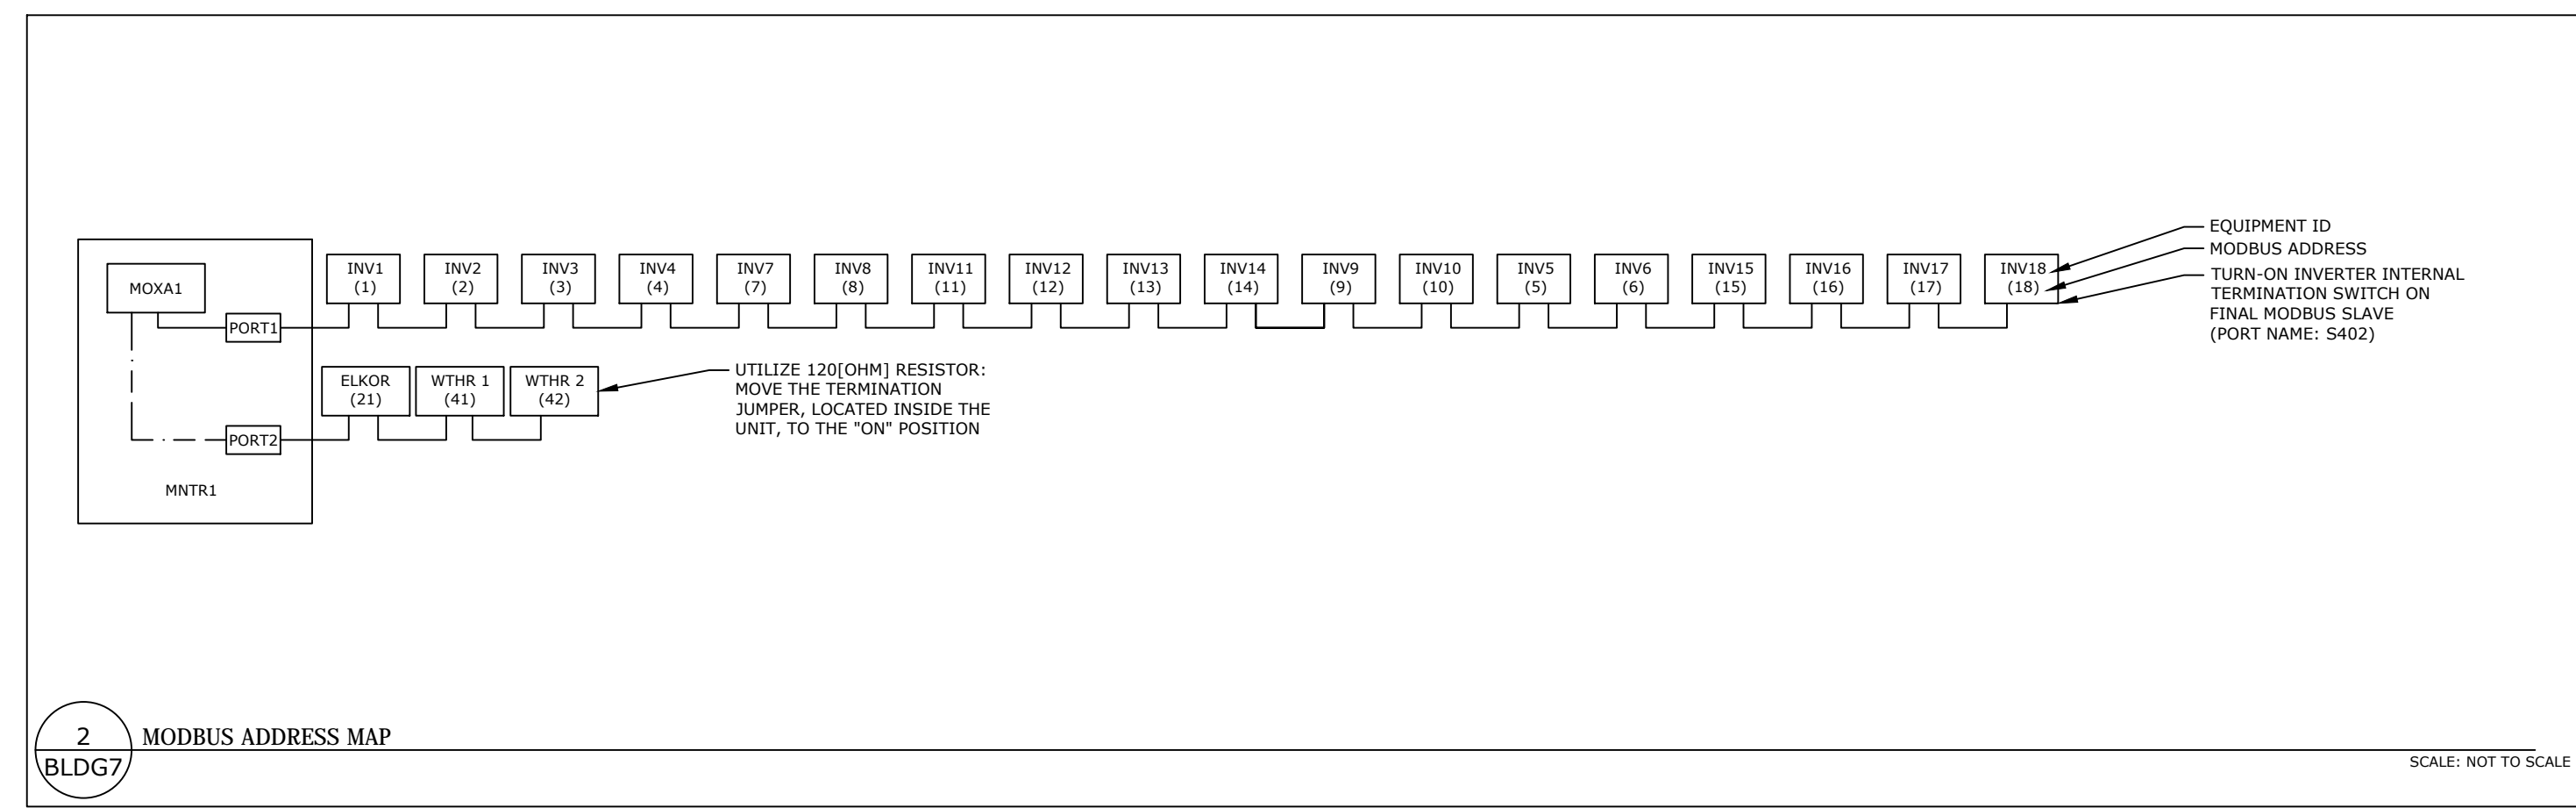 EQUIPMENT ID
MODBUS ADDRESS
TURN-ON INVERTER INTERNAL
TERMINATION SWITCH ON
FINAL MODBUS SLAVE
(PORT NAME: S402)
MOXA1
INV1
(1)
INV2
(2)
INV3
(3)
INV4
(4)
INV7
(7)
INV8
(8)
INV11
(11)
INV12
(12)
INV13
(13)
INV14
(14)
INV9
(9)
INV10
(10)
INV5
(5)
INV6
(6)
INV15
(15)
INV16
(16)
INV17
(17)
INV18
(18)
PORT1
ELKOR
(21)
WTHR 1
(41)
WTHR 2
(42)
UTILIZE 120[OHM] RESISTOR:
MOVE THE TERMINATION
JUMPER, LOCATED INSIDE THE
UNIT, TO THE "ON" POSITION
PORT2
MNTR1
2
BLDG7
MODBUS ADDRESS MAP
SCALE: NOT TO SCALE